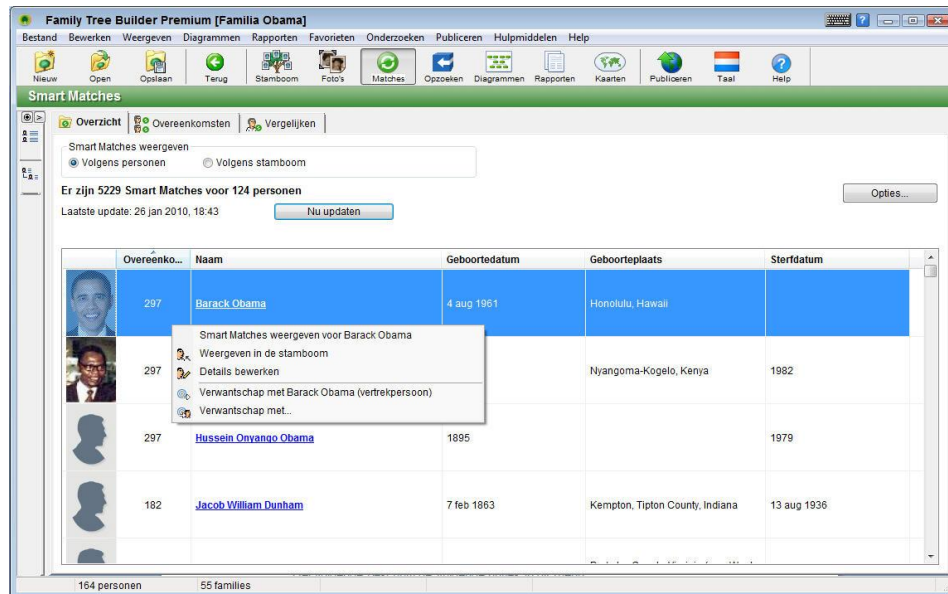 Family Tree Builder Premium [Familia Obama]
Bestand Bewerken Weergeven Diagrammen Rapporten Favorieten Onderzoeken Publiceren Hulpmiddelen Help
Nieuw Open Opslaan Terug Stamboom Foto's Matches Opzoeken Diagrammen Rapporten Kaarten Publiceren Taal Help
Smart Matches
Overzicht Overeenkomsten Vergelijken
Smart Matches weergeven
Volgens personen Volgens stamboom
Er zijn 5229 Smart Matches voor 124 personen
Opties...
Laatste update: 26 jan 2010, 18:43 Nu updaten
Overeenko... Naam Geboortedatum Geboorteplaats Sterfdatum
297 Barack Obama 4 aug 1961 Honolulu, Hawaii
Smart Matches weergeven voor Barack Obama
Weergeven in de stamboom
297 Nyangoma-Kogelo, Kenya 1982
Details bewerken
Verwantschap met Barack Obama (vertrekpersoon)
Verwantschap met...
297 Hussein Onyango Obama 1895 1979
182 Jacob William Dunham 7 feb 1863 Kempton, Tipton County, Indiana 13 aug 1936
164 personen 55 families